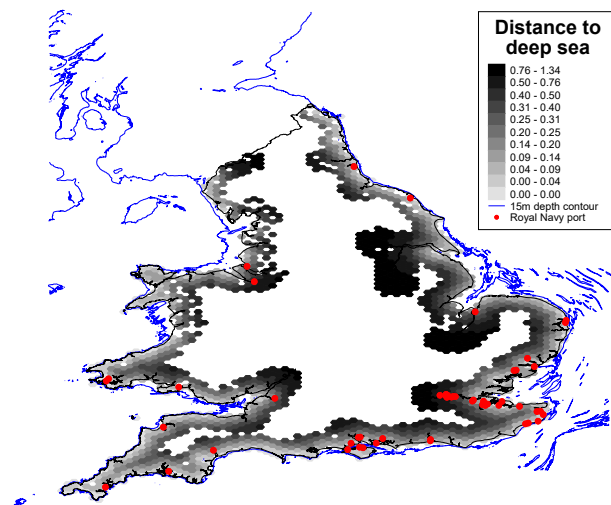 Distance to
deep sea
0.76 - 1.34
0.50 - 0.76
0.40 - 0.50
0.31 - 0.40
0.25 - 0.31
0.20 - 0.25
0.14 - 0.20
0.09 - 0.14
0.04 - 0.09
0.00 - 0.04
0.00 - 0.00
15m depth contour
Royal Navy port